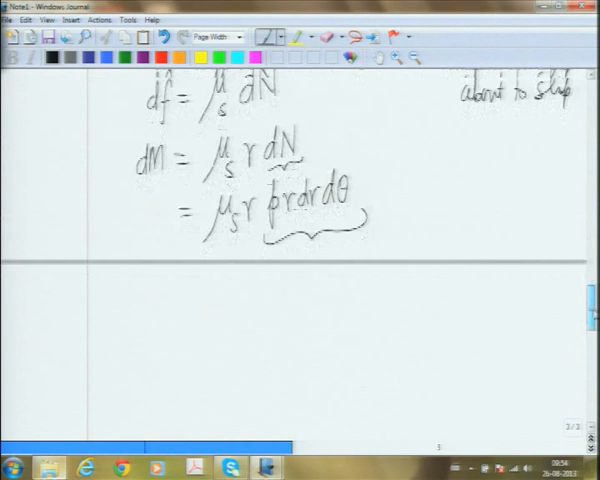 Note1 - Windows Journal
File Edit View Insert Actions Tools Help
Page Width
B
df = μs dN
about to slip
dM = μs r dN
= μs r p r dr dθ
3/3
3
09:54
26-08-2013